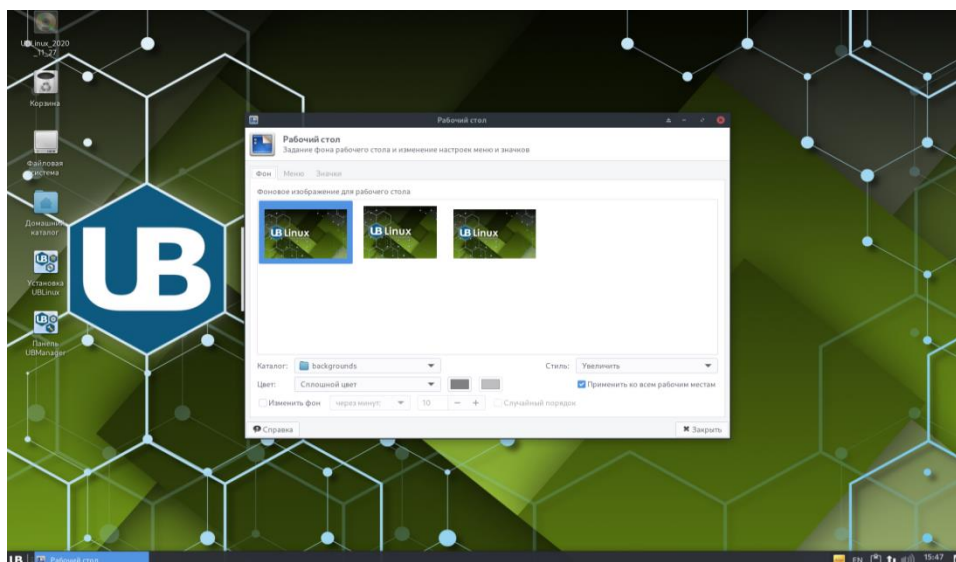 UBLinux_2020
_11_27
Корзина
Файловая
система
Домашний
каталог
Установка
UBLinux
Панель
UBManager
UB
Рабочий стол
Рабочий стол
Задание фона рабочего стола и изменение настроек меню и значков
Фон Меню Значки
Фоновое изображение для рабочего стола
UB Linux UB Linux UB Linux
Каталог: backgrounds Стиль: Увеличить
Цвет: Сплошной цвет Применить ко всем рабочим местам
Изменить фон через минут: 10 − + Случайный порядок
Справка Закрыть
UB Рабочий стол EN 15:47